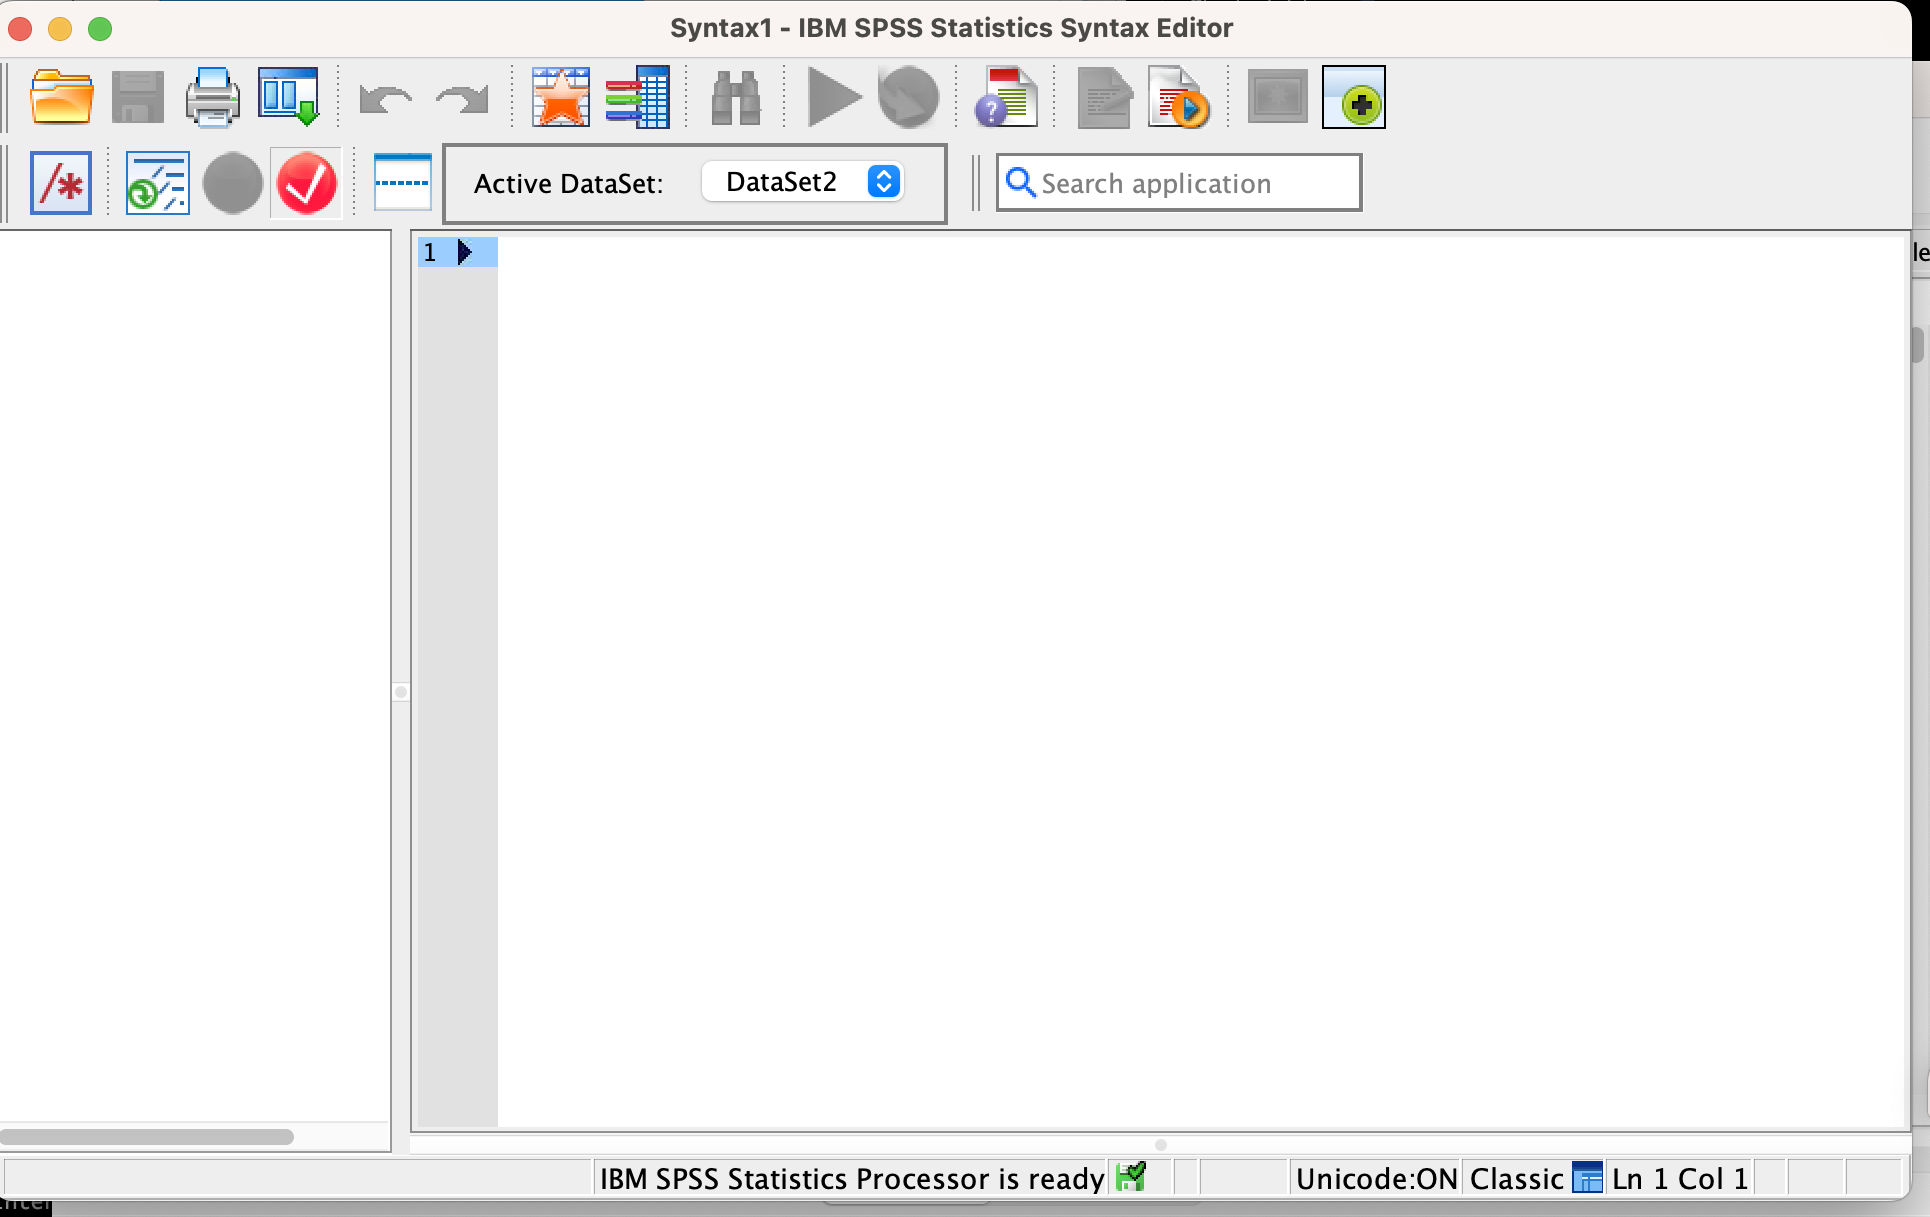 Syntax1 - IBM SPSS Statistics Syntax Editor
Active DataSet: DataSet2 Search application
1
le
IBM SPSS Statistics Processor is ready Unicode:ON Classic Ln 1 Col 1